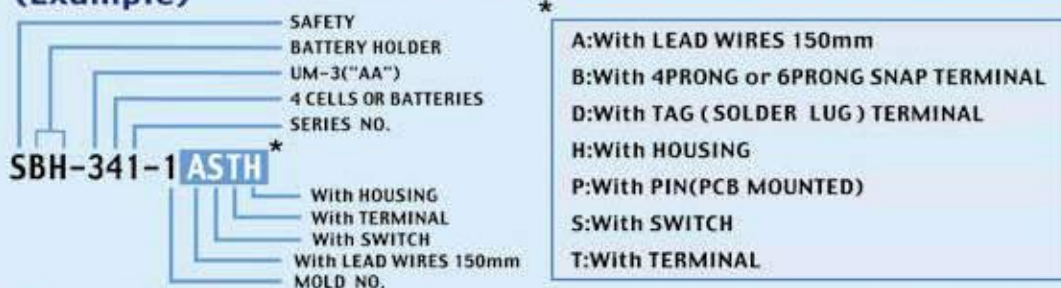 (Example)
SAFETY
BATTERY HOLDER
UM-3("AA")
4 CELLS OR BATTERIES
SERIES NO.
SBH-341-1ASTH*
With HOUSING
With TERMINAL
With SWITCH
With LEAD WIRES 150mm
MOLD NO.
*
A:With LEAD WIRES 150mm
B:With 4PRONG or 6PRONG SNAP TERMINAL
D:With TAG (SOLDER LUG) TERMINAL
H:With HOUSING
P:With PIN(PCB MOUNTED)
S:With SWITCH
T:With TERMINAL